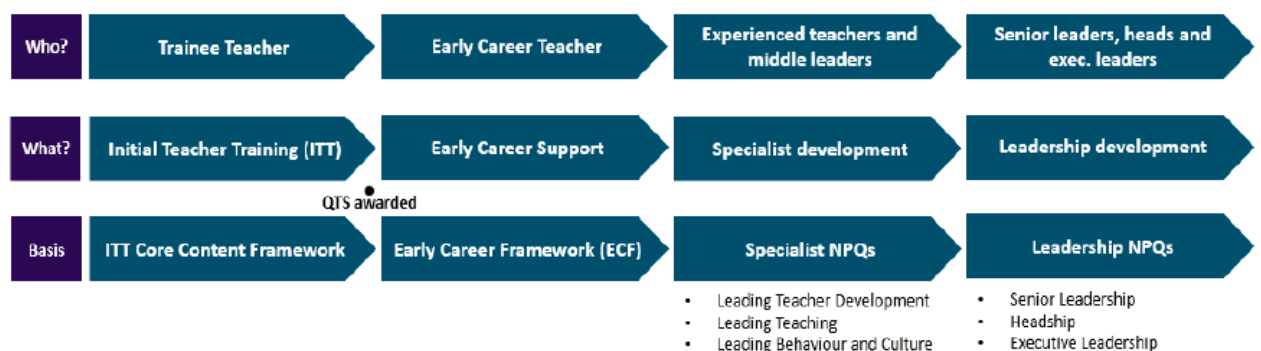 Who?
Trainee Teacher
Early Career Teacher
Experienced teachers and
middle leaders
Senior leaders, heads and
exec. leaders
What?
Initial Teacher Training (ITT)
Early Career Support
Specialist development
Leadership development
QTS awarded
Basis
ITT Core Content Framework
Early Career Framework (ECF)
Specialist NPQs
Leadership NPQs
• Leading Teacher Development
• Leading Teaching
• Leading Behaviour and Culture
• Senior Leadership
• Headship
• Executive Leadership